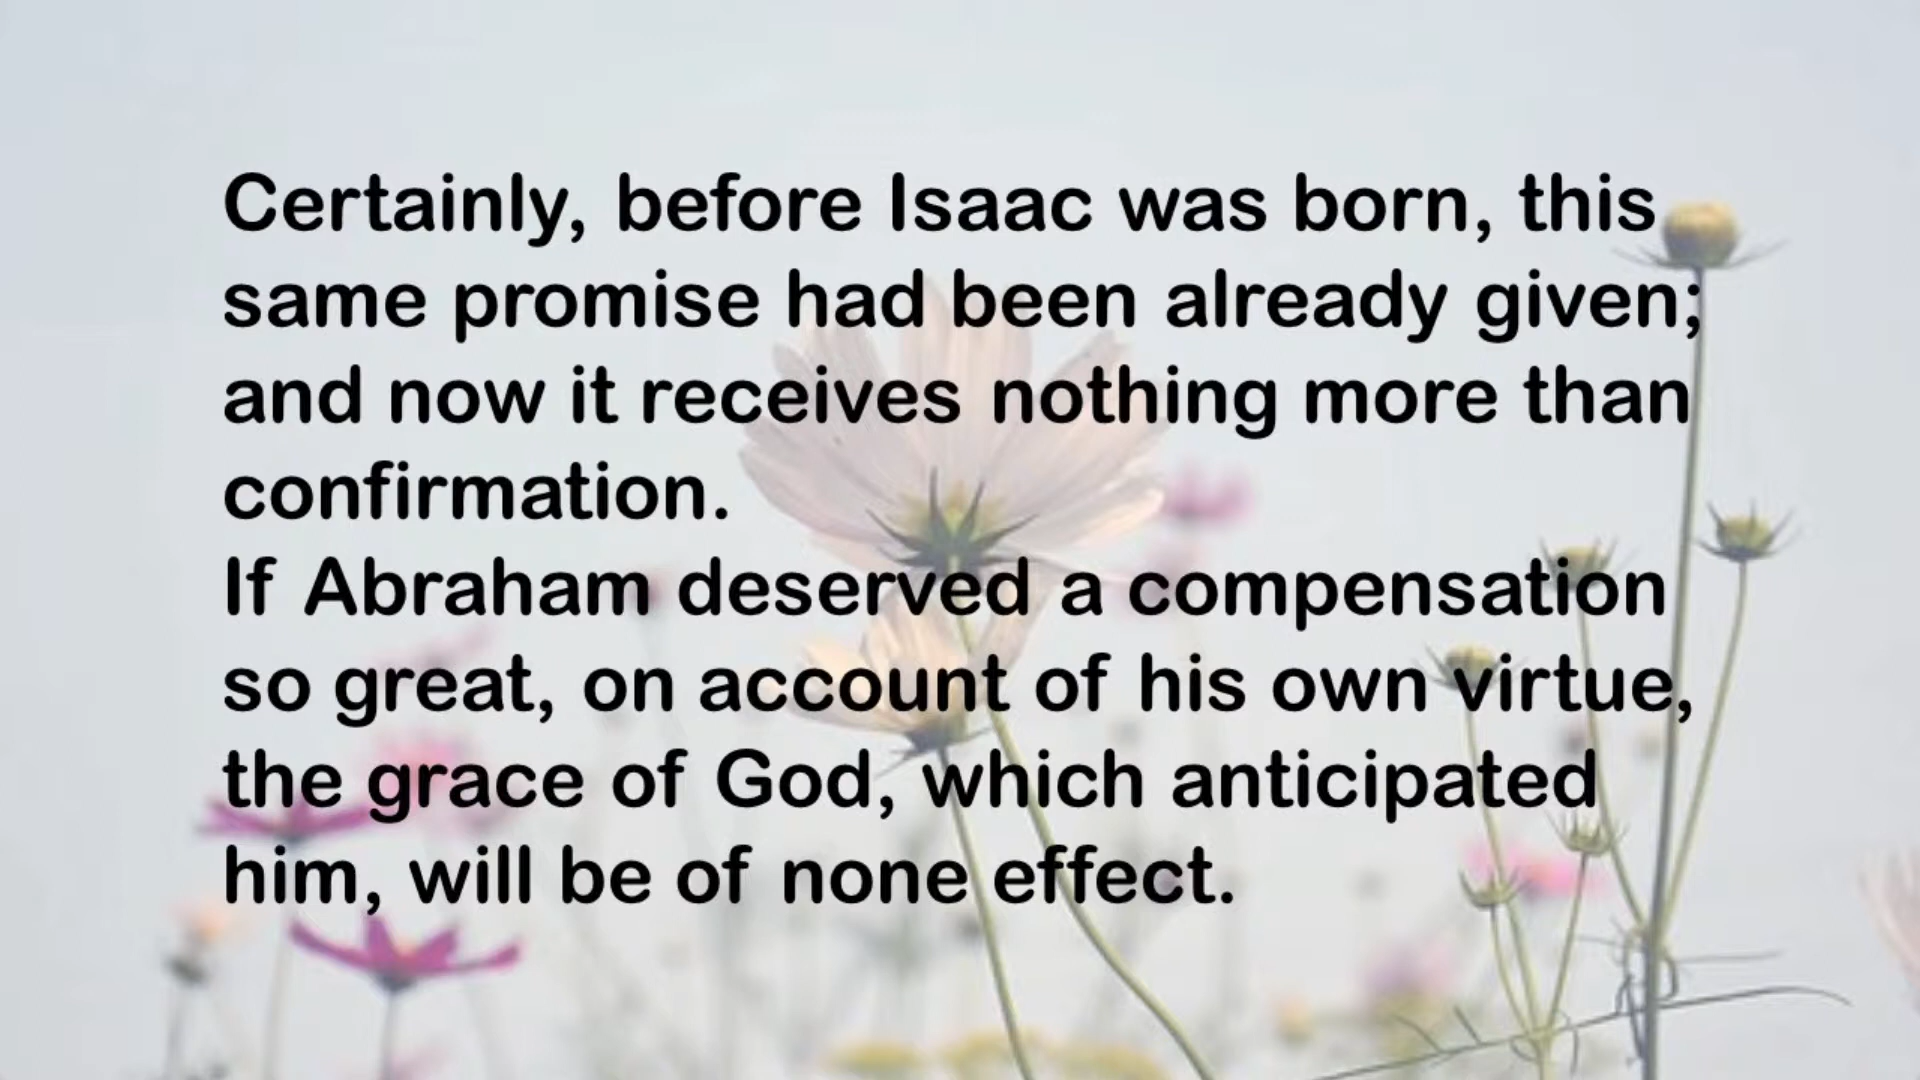 Certainly, before Isaac was born, this
same promise had been already given;
and now it receives nothing more than
confirmation.
If Abraham deserved a compensation
so great, on account of his own virtue,
the grace of God, which anticipated
him, will be of none effect.